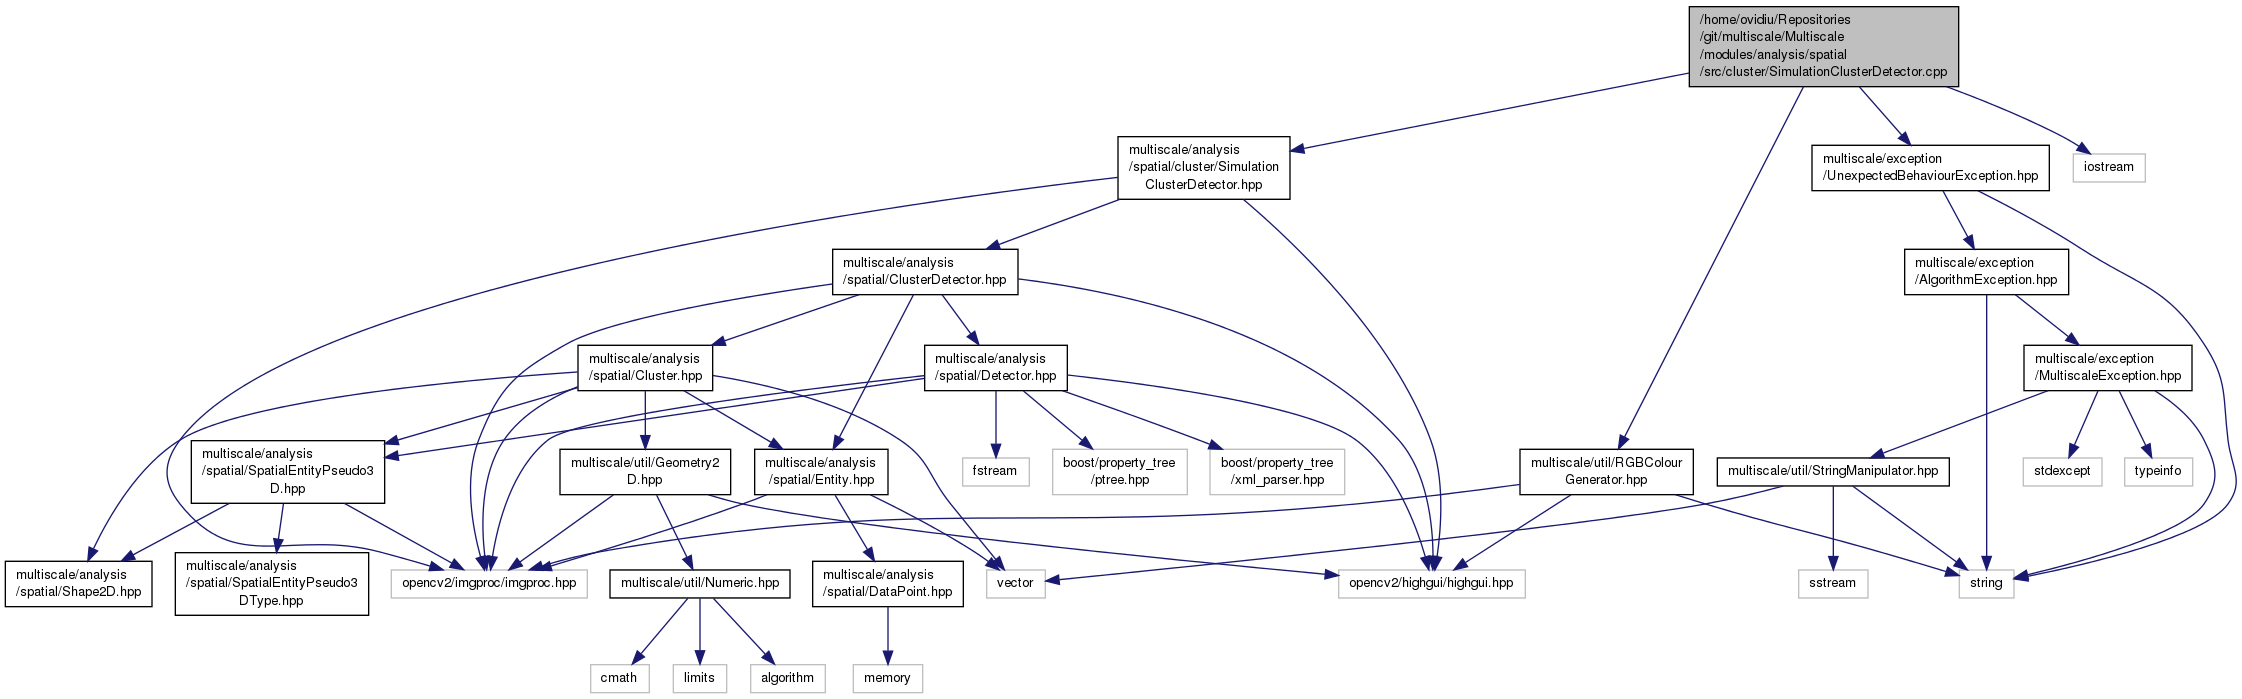 /home/ovidiu/Repositories
/git/multiscale/Multiscale
/modules/analysis/spatial
/src/cluster/SimulationClusterDetector.cpp
multiscale/analysis
/spatial/cluster/Simulation
ClusterDetector.hpp
multiscale/exception
/UnexpectedBehaviourException.hpp
iostream
multiscale/analysis
/spatial/ClusterDetector.hpp
multiscale/exception
/AlgorithmException.hpp
multiscale/analysis
/spatial/Cluster.hpp
multiscale/analysis
/spatial/Detector.hpp
multiscale/exception
/MultiscaleException.hpp
multiscale/analysis
/spatial/SpatialEntityPseudo3
D.hpp
multiscale/util/Geometry2
D.hpp
multiscale/analysis
/spatial/Entity.hpp
fstream
boost/property_tree
/ptree.hpp
boost/property_tree
/xml_parser.hpp
multiscale/util/RGBColour
Generator.hpp
multiscale/util/StringManipulator.hpp
stdexcept
typeinfo
multiscale/analysis
/spatial/Shape2D.hpp
multiscale/analysis
/spatial/SpatialEntityPseudo3
DType.hpp
opencv2/imgproc/imgproc.hpp
multiscale/util/Numeric.hpp
multiscale/analysis
/spatial/DataPoint.hpp
vector
opencv2/highgui/highgui.hpp
sstream
string
cmath
limits
algorithm
memory